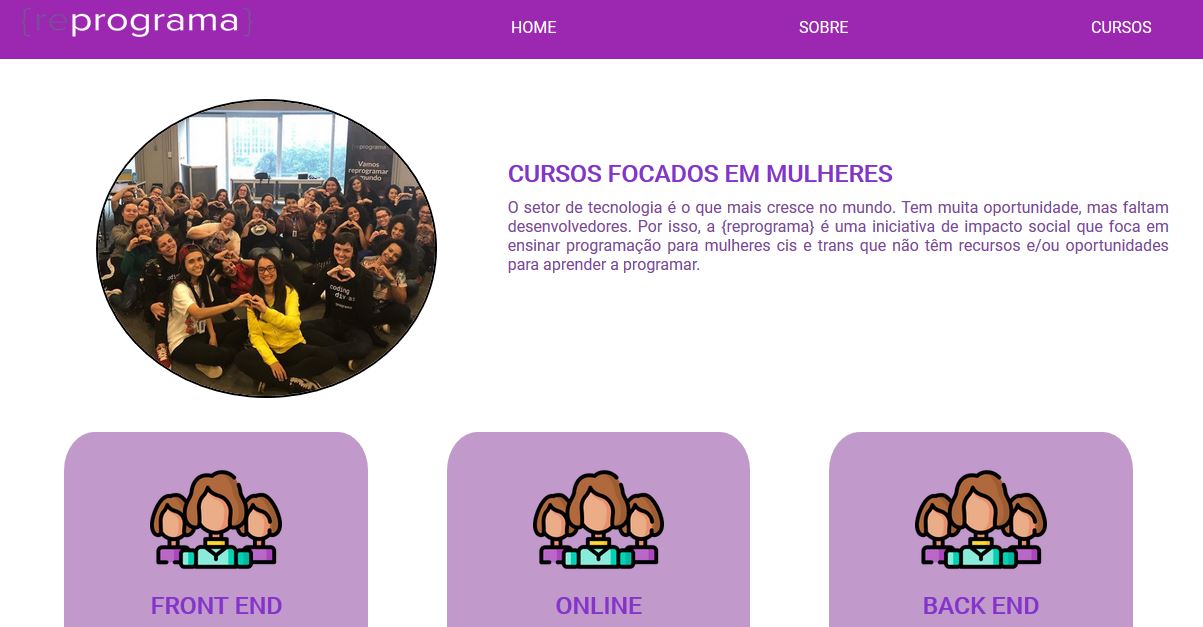 {reprograma}
HOME SOBRE CURSOS
{reprograma}
Vamos
reprogramar
mundo
coding
CURSOS FOCADOS EM MULHERES
O setor de tecnologia é o que mais cresce no mundo. Tem muita oportunidade, mas faltam
desenvolvedores. Por isso, a {reprograma} é uma iniciativa de impacto social que foca em
ensinar programação para mulheres cis e trans que não têm recursos e/ou oportunidades
para aprender a programar.
FRONT END
ONLINE
BACK END